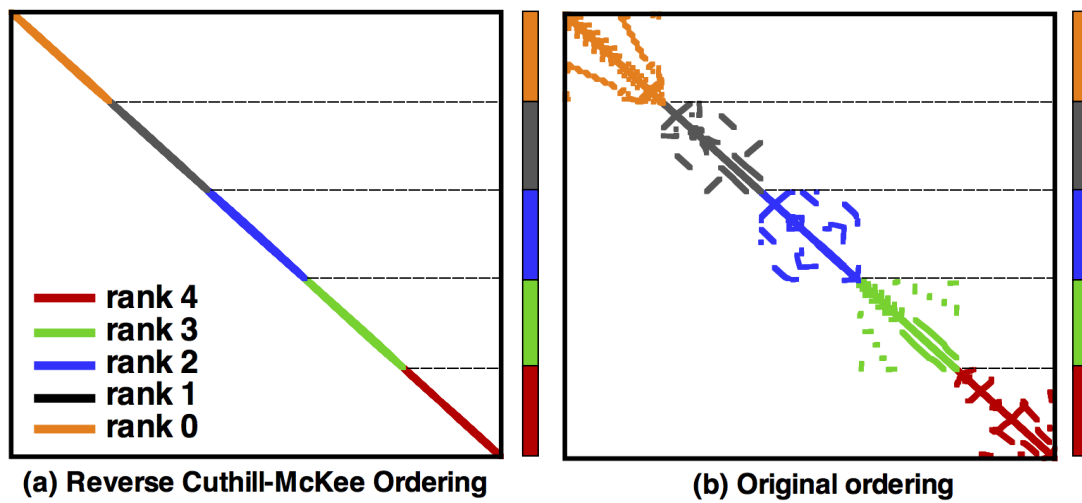 rank 4
rank 3
rank 2
rank 1
rank 0
(a) Reverse Cuthill-McKee Ordering
(b) Original ordering